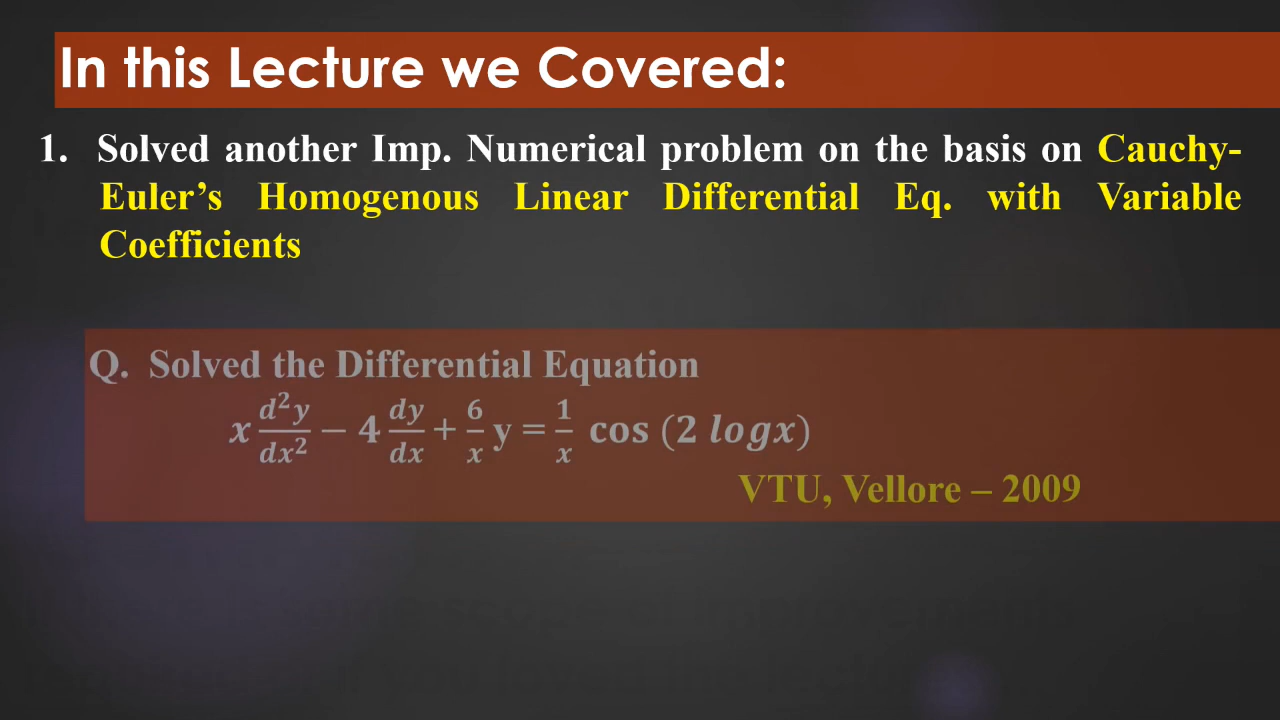 In this Lecture we Covered:
1. Solved another Imp. Numerical problem on the basis on Cauchy-
Euler’s Homogenous Linear Differential Eq. with Variable
Coefficients
Q. Solved the Differential Equation
x d²y/dx² − 4 dy/dx + 6/x y = 1/x cos (2 logx)
VTU, Vellore – 2009